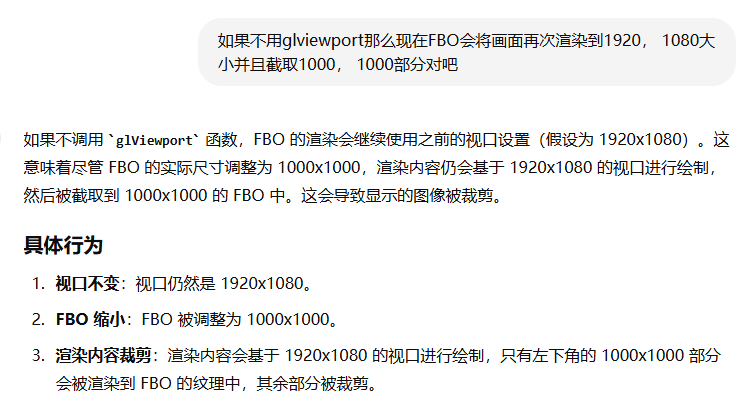 如果不用glviewport那么现在FBO会将画面再次渲染到1920， 1080大
小并且截取1000， 1000部分对吧
如果不调用 `glViewport` 函数，FBO 的渲染会继续使用之前的视口设置（假设为 1920x1080）。这
意味着尽管 FBO 的实际尺寸调整为 1000x1000，渲染内容仍会基于 1920x1080 的视口进行绘制，
然后被截取到 1000x1000 的 FBO 中。这会导致显示的图像被裁剪。
具体行为
1. 视口不变：视口仍然是 1920x1080。
2. FBO 缩小：FBO 被调整为 1000x1000。
3. 渲染内容裁剪：渲染内容会基于 1920x1080 的视口进行绘制，只有左下角的 1000x1000 部分
会被渲染到 FBO 的纹理中，其余部分被裁剪。